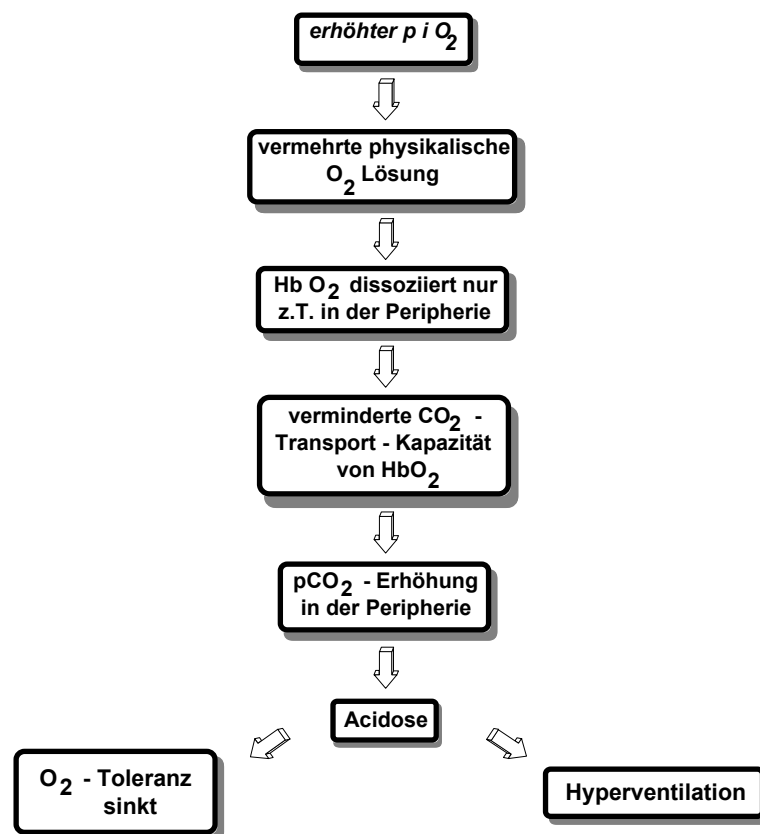 erhöhter p i O₂
vermehrte physikalische
O₂ Lösung
Hb O₂ dissoziiert nur
z.T. in der Peripherie
verminderte CO₂ -
Transport - Kapazität
von HbO₂
pCO₂ - Erhöhung
in der Peripherie
Acidose
O₂ - Toleranz
sinkt
Hyperventilation